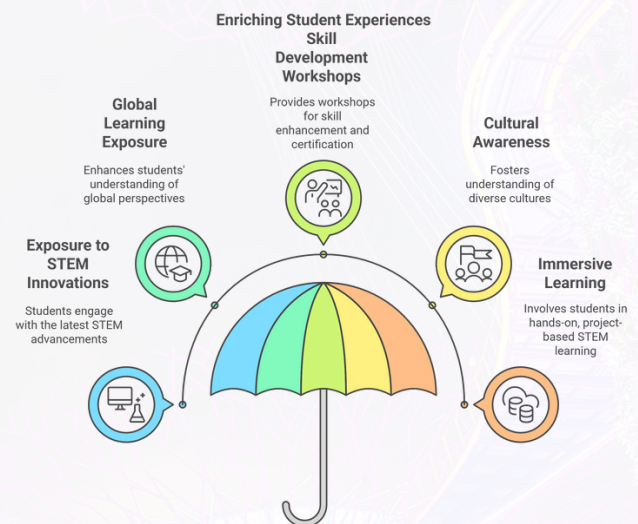 Enriching Student Experiences
Skill
Development
Workshops
Provides workshops
for skill
enhancement and
certification
Global
Learning
Exposure
Enhances students'
understanding of
global perspectives
Cultural
Awareness
Fosters
understanding of
diverse cultures
Exposure to
STEM
Innovations
Students engage
with the latest STEM
advancements
Immersive
Learning
Involves students in
hands-on, project-
based STEM
learning